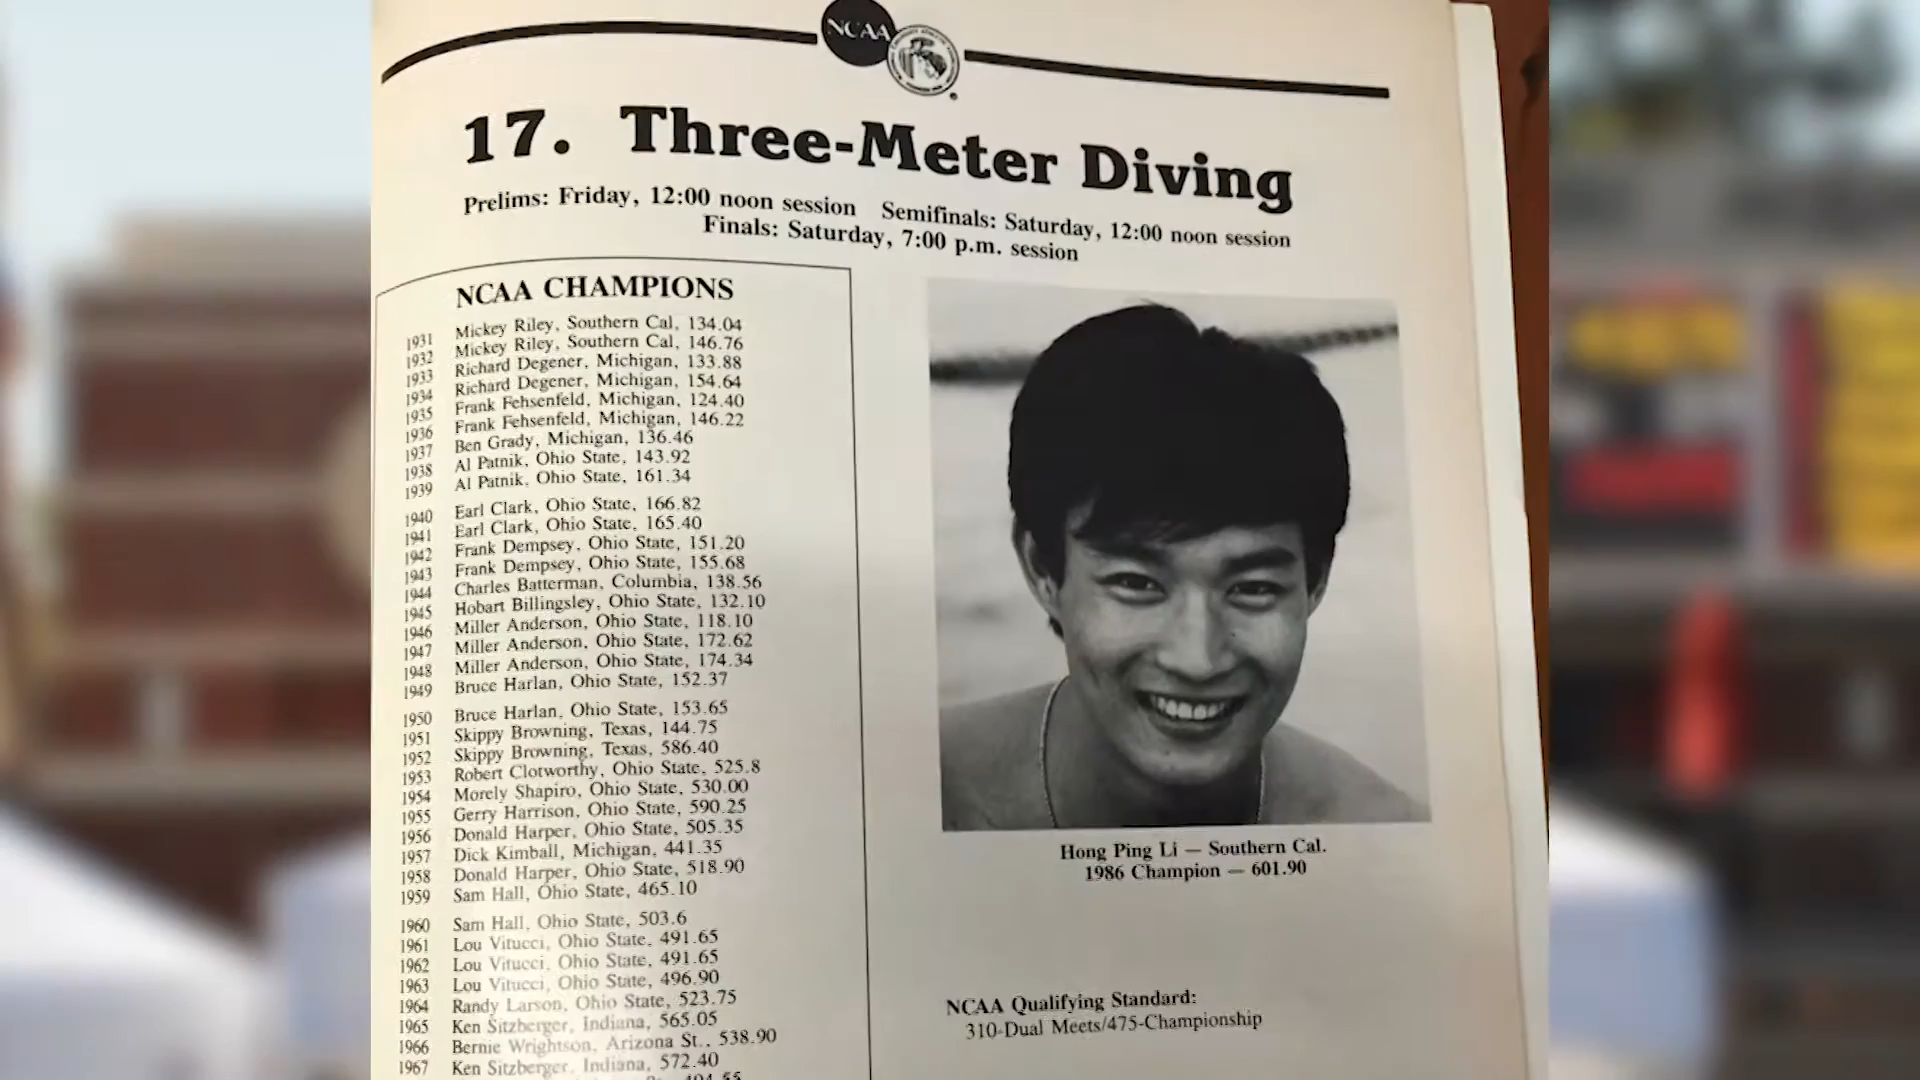 NCAA
17. Three-Meter Diving
Prelims: Friday, 12:00 noon session Semifinals: Saturday, 12:00 noon session
Finals: Saturday, 7:00 p.m. session
NCAA CHAMPIONS
1931 Mickey Riley, Southern Cal, 134.04
1932 Mickey Riley, Southern Cal, 146.76
1933 Richard Degener, Michigan, 133.88
1934 Richard Degener, Michigan, 154.64
1935 Frank Fehsenfeld, Michigan, 124.40
1936 Frank Fehsenfeld, Michigan, 146.22
1937 Ben Grady, Michigan, 136.46
1938 Al Patnik, Ohio State, 143.92
1939 Al Patnik, Ohio State, 161.34
1940 Earl Clark, Ohio State, 166.82
1941 Earl Clark, Ohio State, 165.40
1942 Frank Dempsey, Ohio State, 151.20
1943 Frank Dempsey, Ohio State, 155.68
1944 Charles Batterman, Columbia, 138.56
1945 Hobart Billingsley, Ohio State, 132.10
1946 Miller Anderson, Ohio State, 118.10
1947 Miller Anderson, Ohio State, 172.62
1948 Miller Anderson, Ohio State, 174.34
1949 Bruce Harlan, Ohio State, 152.37
1950 Bruce Harlan, Ohio State, 153.65
1951 Skippy Browning, Texas, 144.75
1952 Skippy Browning, Texas, 586.40
1953 Robert Clotworthy, Ohio State, 525.8
1954 Morely Shapiro, Ohio State, 530.00
1955 Gerry Harrison, Ohio State, 590.25
1956 Donald Harper, Ohio State, 505.35
1957 Dick Kimball, Michigan, 441.35
1958 Donald Harper, Ohio State, 518.90
1959 Sam Hall, Ohio State, 465.10
1960 Sam Hall, Ohio State, 503.6
1961 Lou Vitucci, Ohio State, 491.65
1962 Lou Vitucci, Ohio State, 491.65
1963 Lou Vitucci, Ohio State, 496.90
1964 Randy Larson, Ohio State, 523.75
1965 Ken Sitzberger, Indiana, 565.05
1966 Bernie Wrightson, Arizona St., 538.90
1967 Ken Sitzberger, Indiana, 572.40
Hong Ping Li — Southern Cal.
1986 Champion — 601.90
NCAA Qualifying Standard:
310-Dual Meets/475-Championship